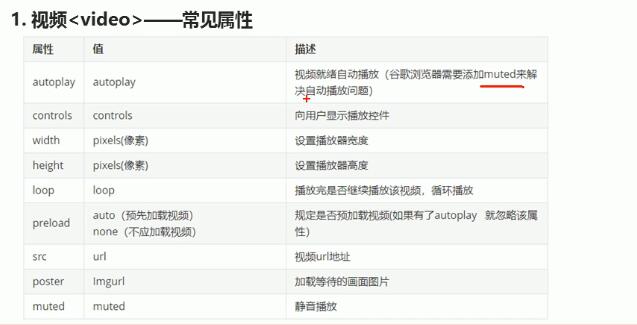 1. 视频<video>——常见属性
属性 值 描述
autoplay autoplay 视频就绪自动播放（谷歌浏览器需要添加muted来解
决自动播放问题）
controls controls 向用户显示播放控件
width pixels(像素) 设置播放器宽度
height pixels(像素) 设置播放器高度
loop loop 播放完是否继续播放该视频，循环播放
preload auto（预先加载视频） 规定是否预加载视频(如果有了autoplay 就忽略该属
none（不应加载视频） 性）
src url 视频url地址
poster Imgurl 加载等待的画面图片
muted muted 静音播放